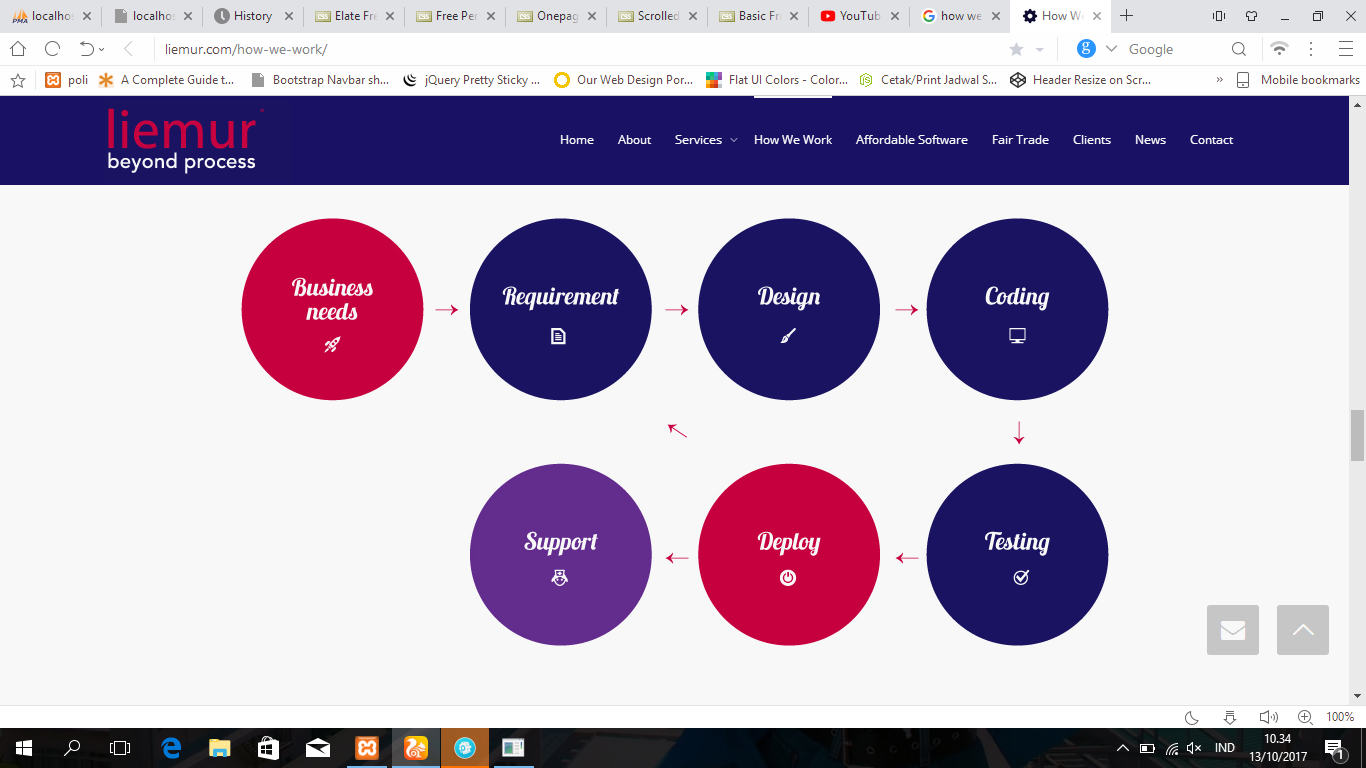 localhos
localhos
History
Elate Fre
Free Per
Onepag
Scrolled
Basic Fr
YouTub
how we
How We
liemur.com/how-we-work/
Google
poli
A Complete Guide t...
Bootstrap Navbar sh...
jQuery Pretty Sticky ...
Our Web Design Por...
Flat UI Colors - Color...
Cetak/Print Jadwal S...
Header Resize on Scr...
»
Mobile bookmarks
liemur
beyond process
Home
About
Services
How We Work
Affordable Software
Fair Trade
Clients
News
Contact
Business
needs
Requirement
Design
Coding
Support
Deploy
Testing
100%
IND
10.34
13/10/2017
1